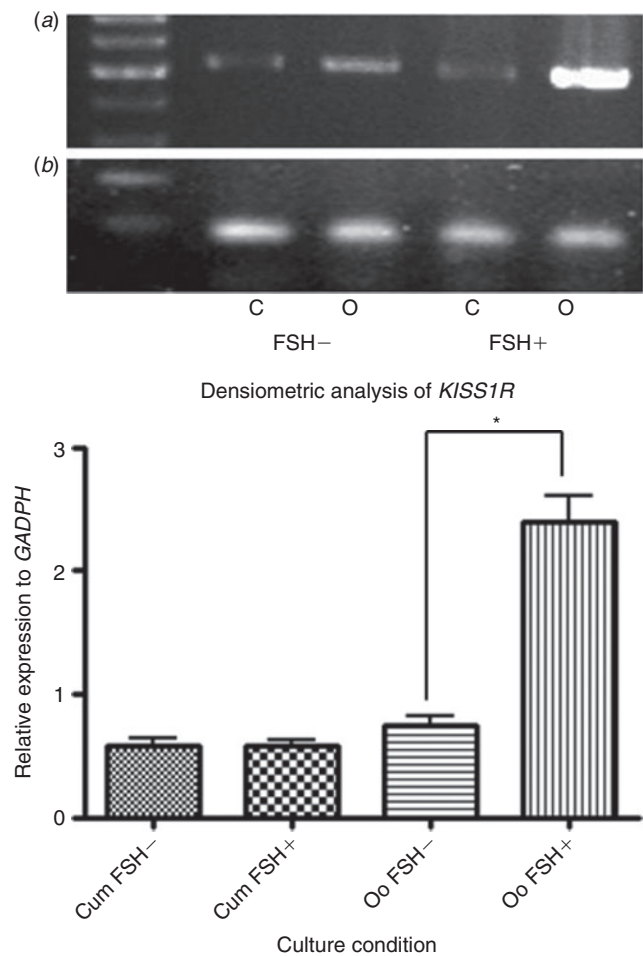 (a)
(b)
C O C O
FSH− FSH+
Densiometric analysis of KISS1R
*
3
2
1
0
Relative expression to GADPH
Cum FSH−
Cum FSH+
Oo FSH−
Oo FSH+
Culture condition